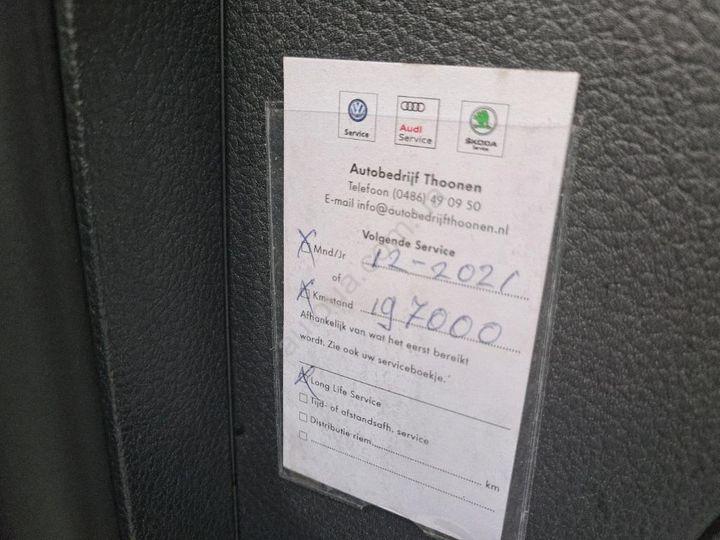 Service
Audi
Service
ŠKODA
Service
Autobedrijf Thoonen
Telefoon (0486) 49 09 50
E-mail info@autobedrijfthoonen.nl
Volgende Service
Mnd/Jr 12-2021
of
Km-stand 197000
Afhankelijk van wat het eerst bereikt
wordt. Zie ook uw serviceboekje.
Long Life Service
Tijd- of afstandsafh. service
Distributie riem km